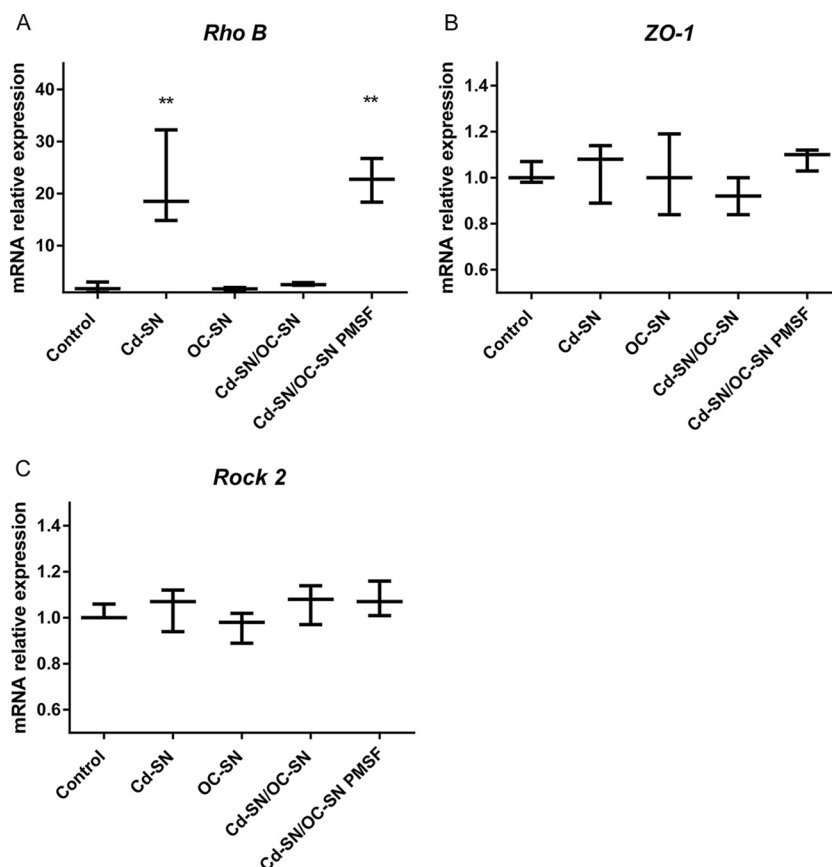 A
Rho B
mRNA relative expression
40
30
20
10
**
**
Control
Cd-SN
OC-SN
Cd-SN/OC-SN
Cd-SN/OC-SN PMSF
B
ZO-1
mRNA relative expression
1.4
1.2
1.0
0.8
0.6
Control
Cd-SN
OC-SN
Cd-SN/OC-SN
Cd-SN/OC-SN PMSF
C
Rock 2
mRNA relative expression
1.4
1.2
1.0
0.8
0.6
Control
Cd-SN
OC-SN
Cd-SN/OC-SN
Cd-SN/OC-SN PMSF